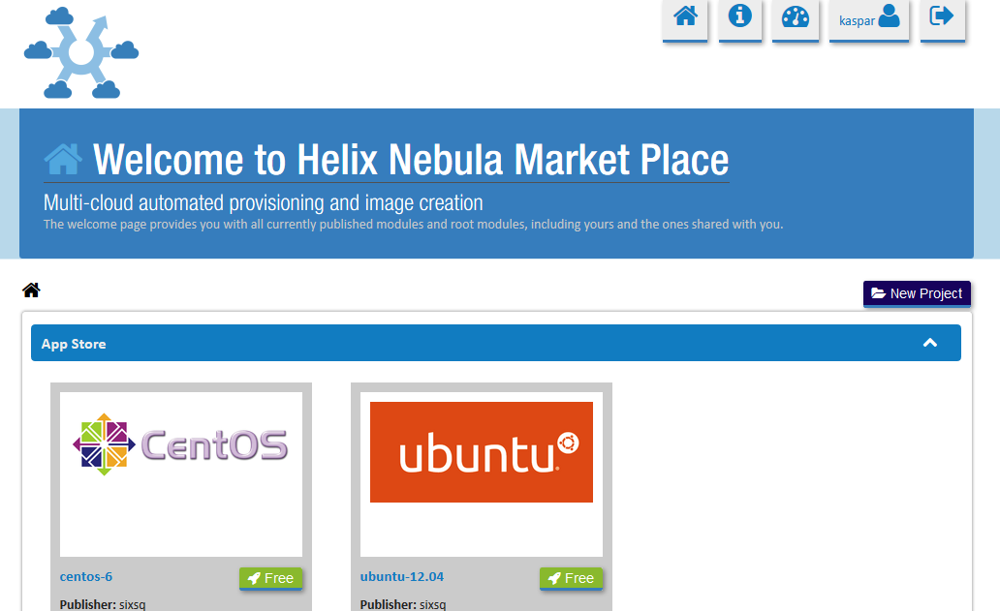 kaspar
Welcome to Helix Nebula Market Place
Multi-cloud automated provisioning and image creation
The welcome page provides you with all currently published modules and root modules, including yours and the ones shared with you.
New Project
App Store
CentOS
ubuntu
centos-6
Free
Publisher: sixsq
ubuntu-12.04
Free
Publisher: sixsq